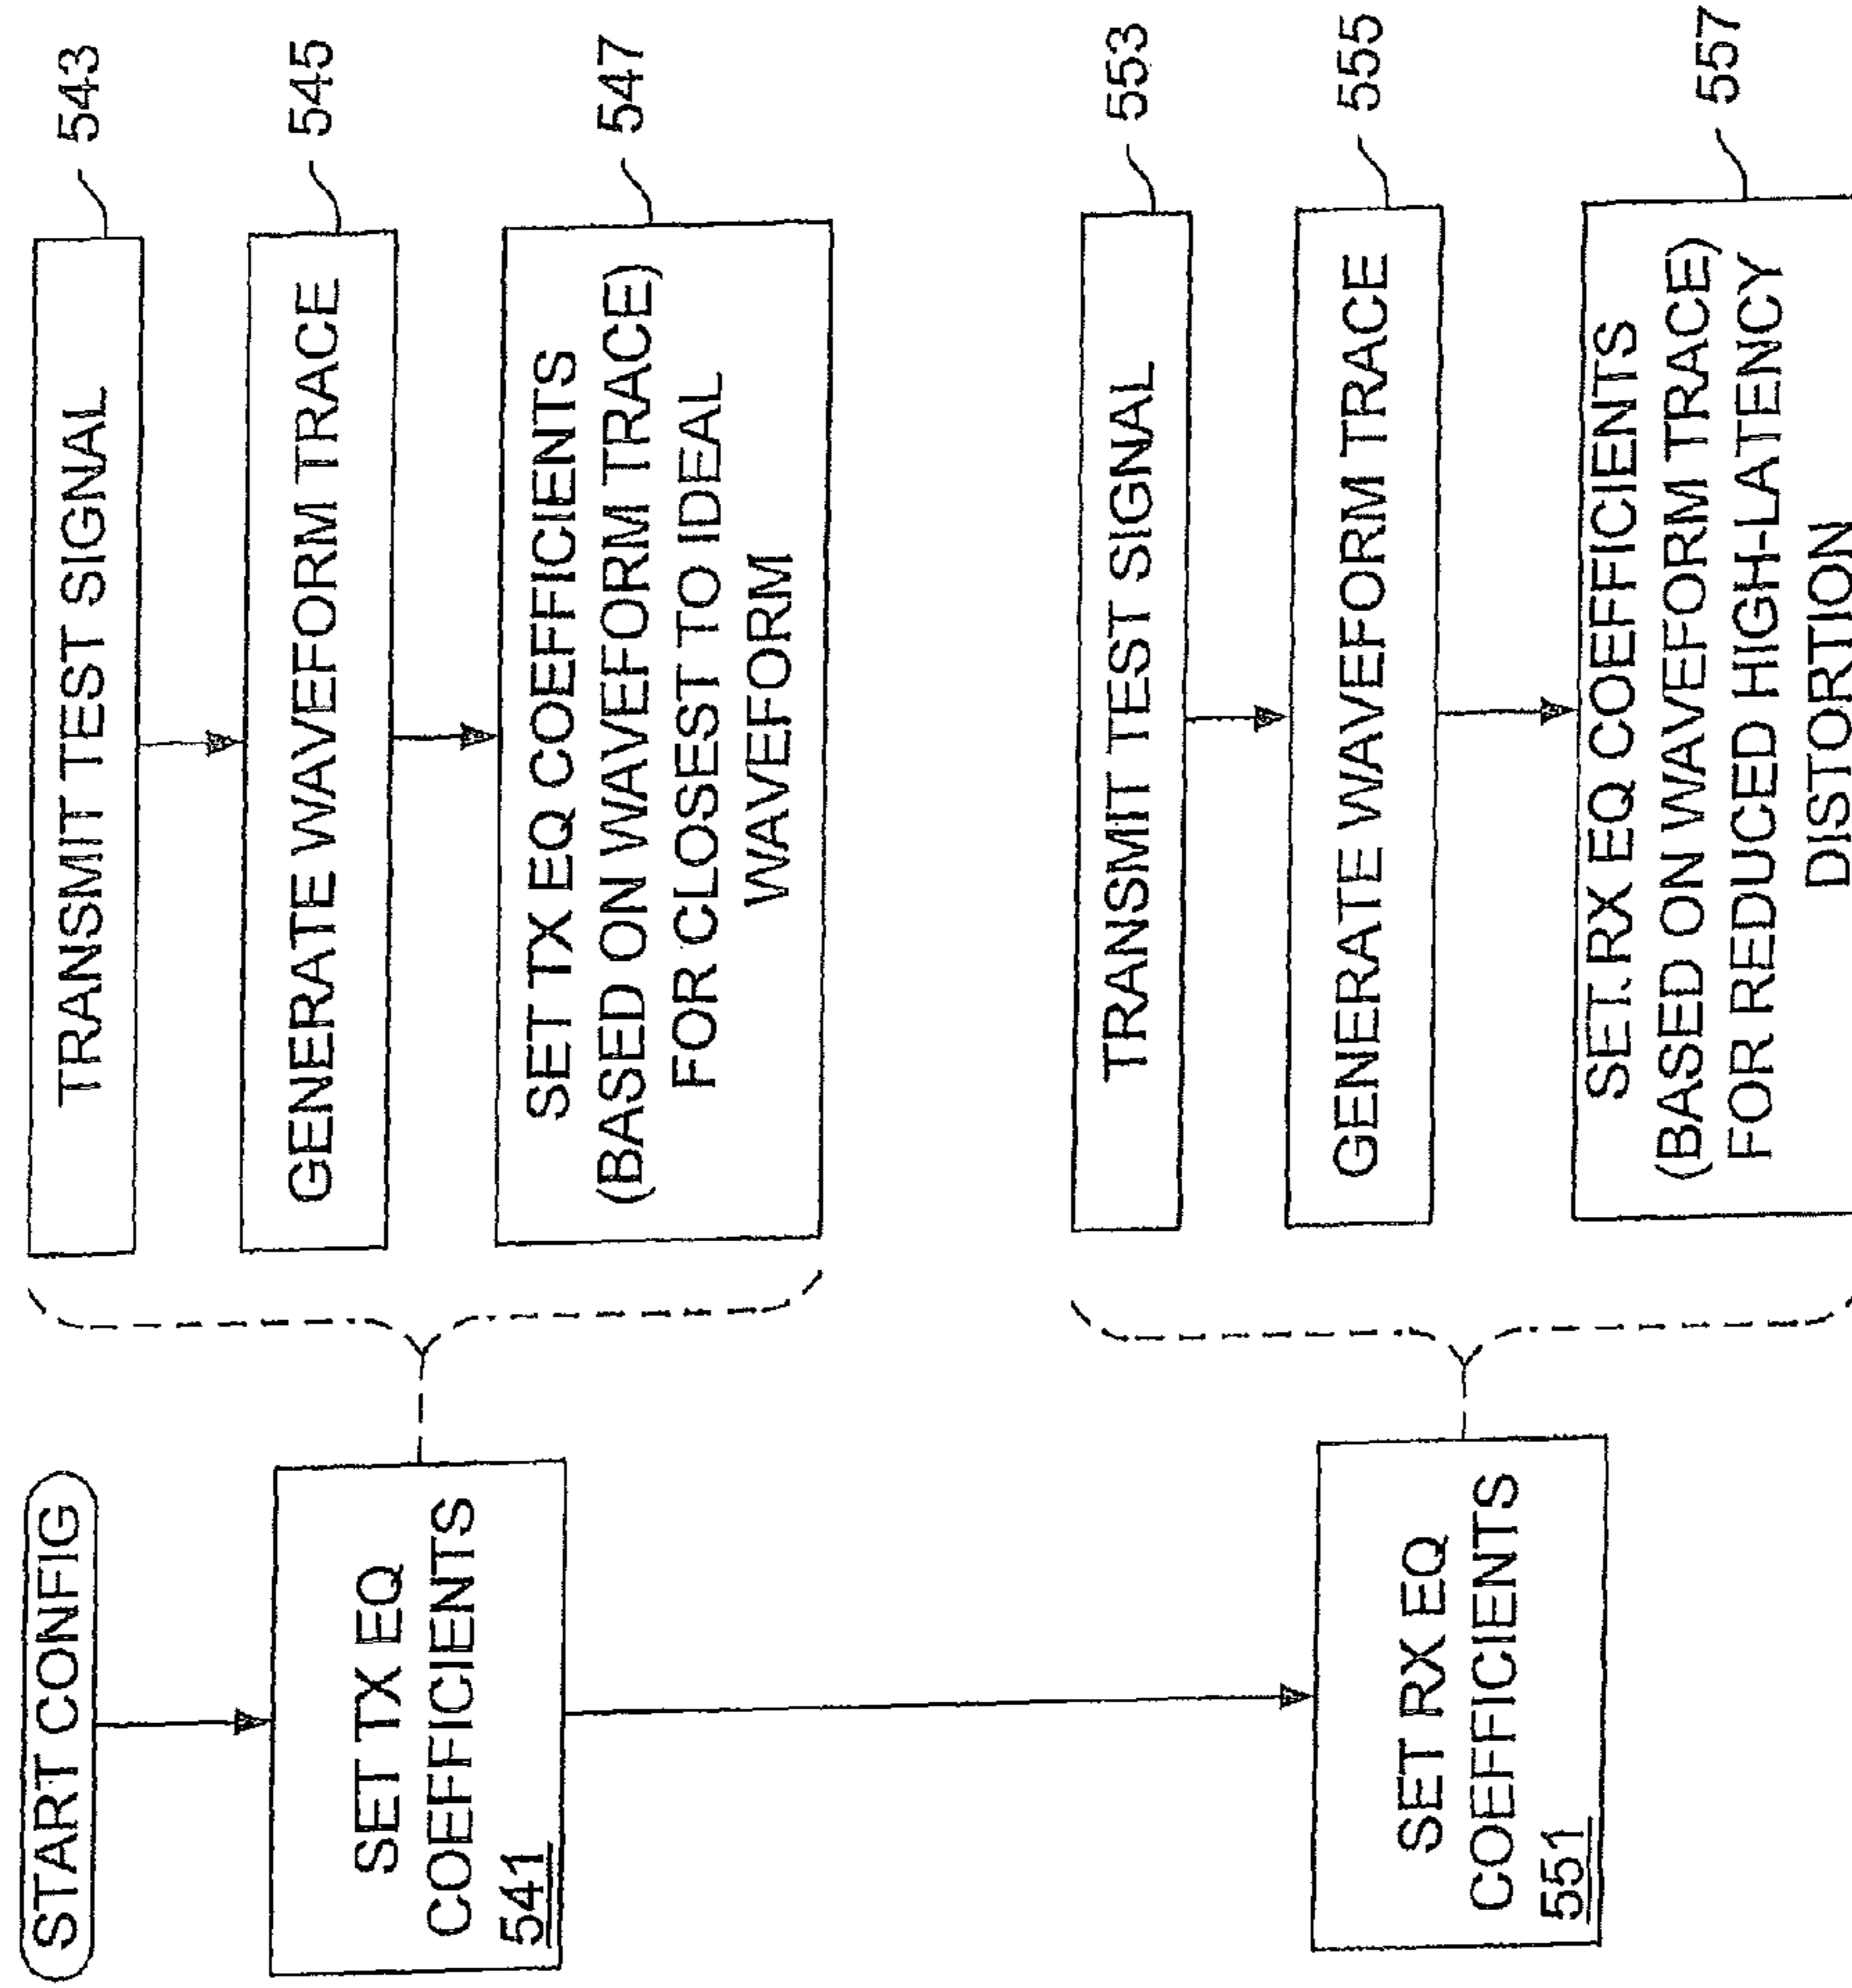 START CONFIG
SET TX EQ
COEFFICIENTS
541
TRANSMIT TEST SIGNAL
543
GENERATE WAVEFORM TRACE
545
SET TX EQ COEFFICIENTS
(BASED ON WAVEFORM TRACE)
FOR CLOSEST TO IDEAL
WAVEFORM
547
SET RX EQ
COEFFICIENTS
551
TRANSMIT TEST SIGNAL
553
GENERATE WAVEFORM TRACE
555
SET RX EQ COEFFICIENTS
(BASED ON WAVEFORM TRACE)
FOR REDUCED HIGH-LATENCY
DISTORTION
557